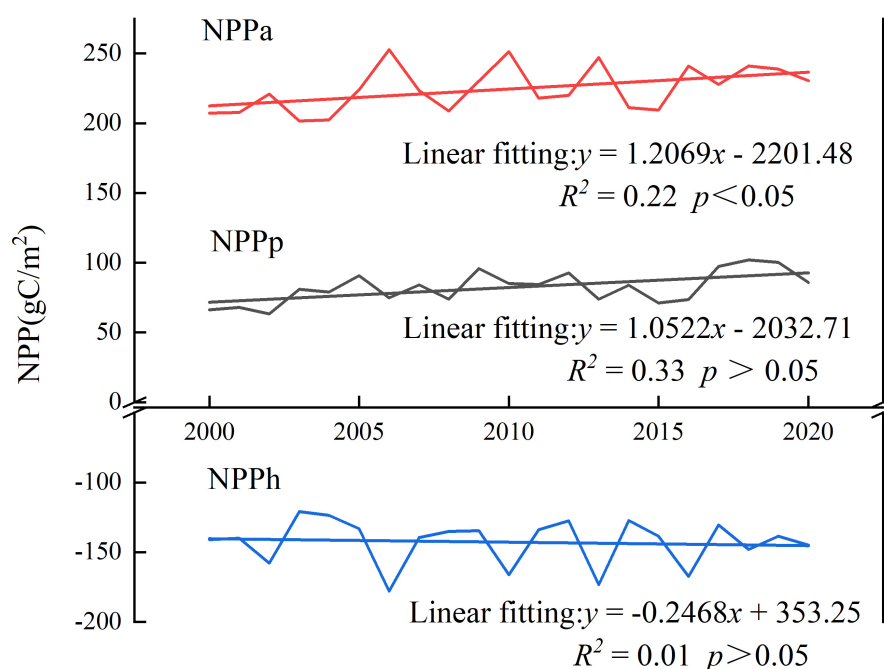 NPPa
250
200
Linear fitting:y = 1.2069x - 2201.48
150
R² = 0.22 p<0.05
NPPp
100
NPP(gC/m²)
50
Linear fitting:y = 1.0522x - 2032.71
R² = 0.33 p > 0.05
0
2000 2005 2010 2015 2020
NPPh
-100
-150
-200
Linear fitting:y = -0.2468x + 353.25
R² = 0.01 p>0.05